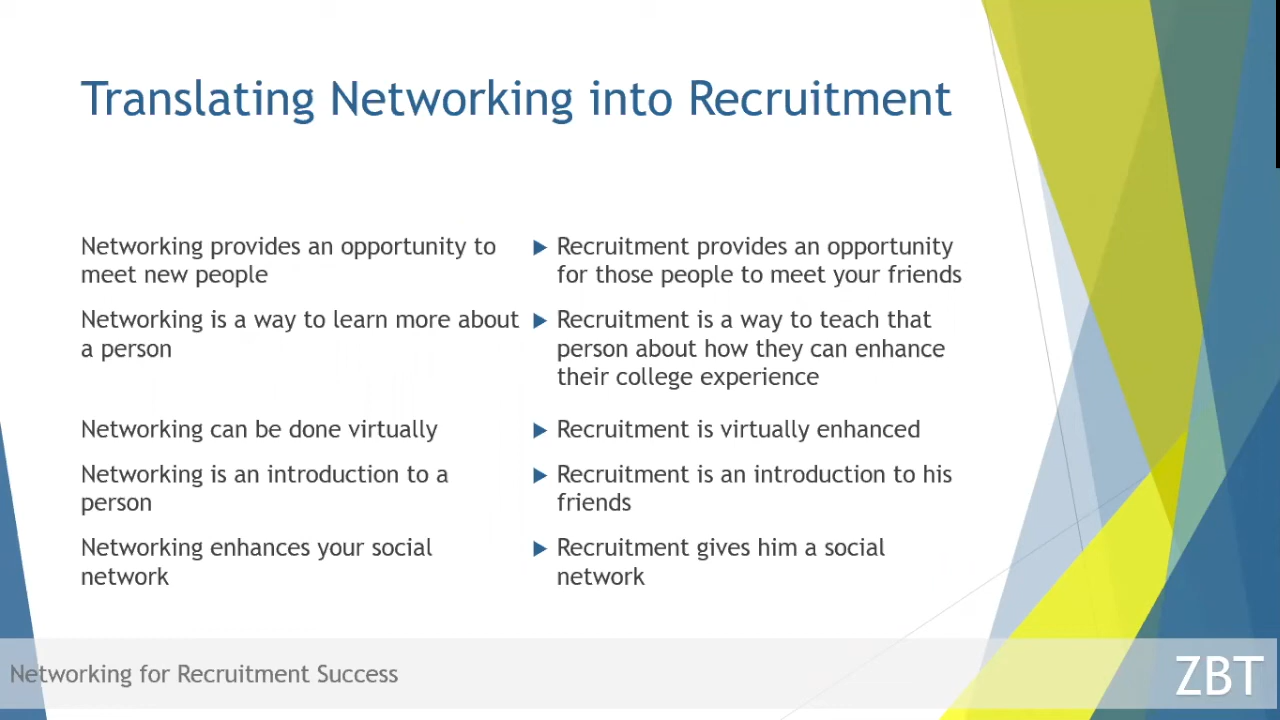 Translating Networking into Recruitment
Networking provides an opportunity to
meet new people
Networking is a way to learn more about
a person
Networking can be done virtually
Networking is an introduction to a
person
Networking enhances your social
network
Recruitment provides an opportunity
for those people to meet your friends
Recruitment is a way to teach that
person about how they can enhance
their college experience
Recruitment is virtually enhanced
Recruitment is an introduction to his
friends
Recruitment gives him a social
network
Networking for Recruitment Success
ZBT